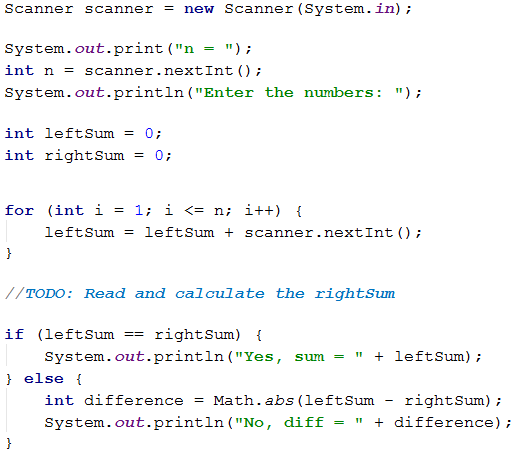 Scanner scanner = new Scanner(System.in);
System.out.print("n = ");
int n = scanner.nextInt();
System.out.println("Enter the numbers: ");
int leftSum = 0;
int rightSum = 0;
for (int i = 1; i <= n; i++) {
    leftSum = leftSum + scanner.nextInt();
}
//TODO: Read and calculate the rightSum
if (leftSum == rightSum) {
    System.out.println("Yes, sum = " + leftSum);
} else {
    int difference = Math.abs(leftSum - rightSum);
    System.out.println("No, diff = " + difference);
}